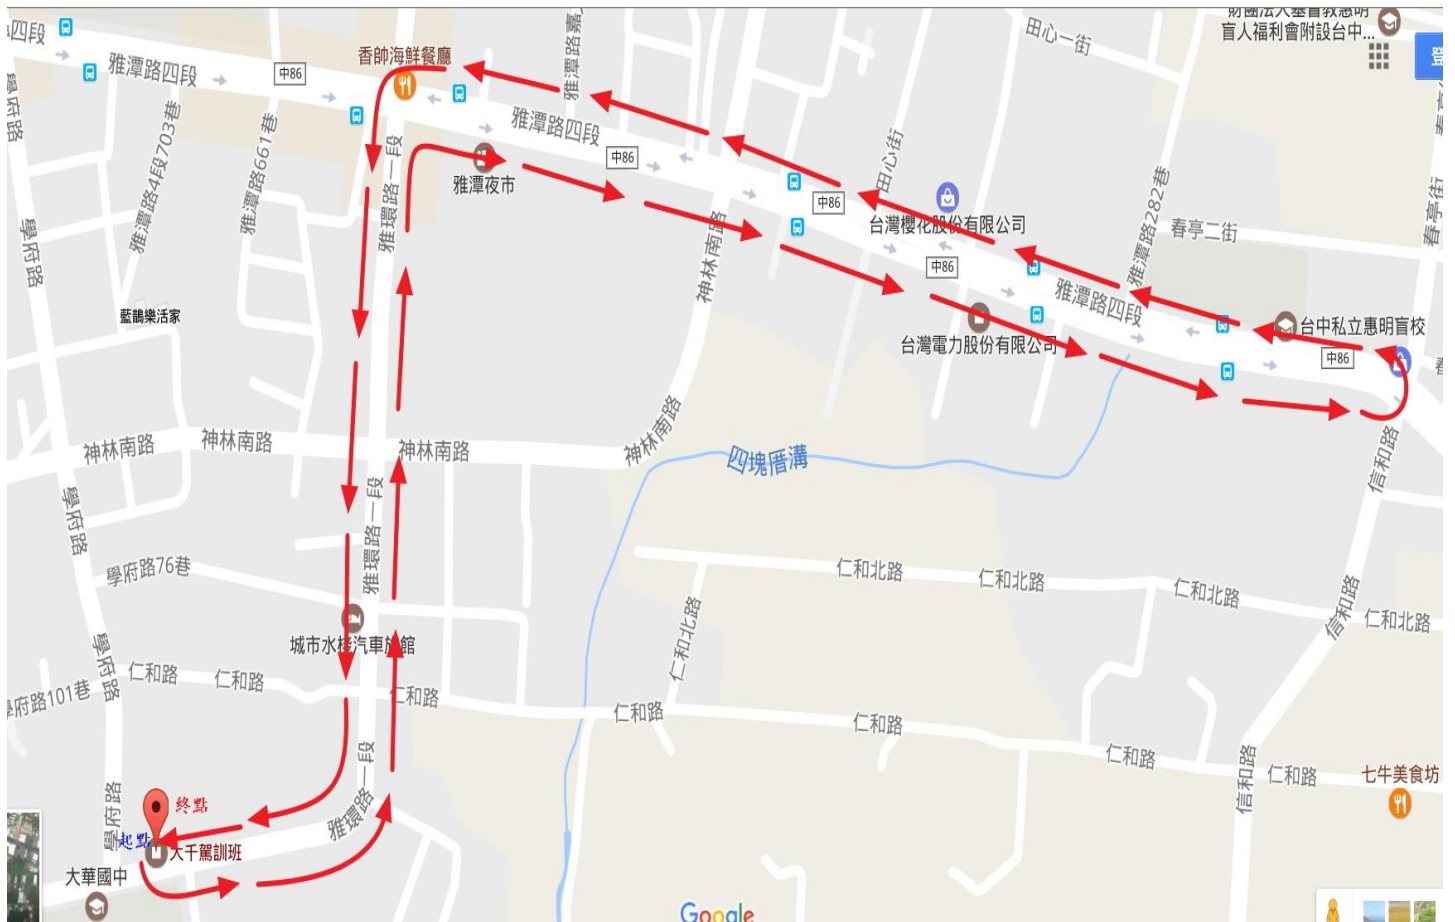 四段
雅潭路四段
中86
香帥海鮮餐廳
雅潭路嘉
田心一街
財團法人基督教惠明
盲人福利會附設台中...
登
學府路
雅潭路4段703巷
雅潭路661巷
雅環路一段
雅潭夜市
雅潭路四段
中86
田心街
中86
台灣櫻花股份有限公司
中86
雅潭路282巷
春亭二街
春亭街
學府路
神林南路
台灣電力股份有限公司
雅潭路四段
台中私立惠明盲校
中86
藍鵲樂活家
神林南路
神林南路
神林南路
神林南路
四塊厝溝
信和路
學府路
雅環路一段
學府路76巷
仁和北路
仁和北路
仁和北路
仁和北路
信和路
仁和北路
城市水棧汽車旅館
學府路
仁和路
仁和路
仁和路
學府路101巷
仁和路
仁和路
仁和路
仁和路
信和路
七牛美食坊
雅環路一段
學府路
終點
起點
大千駕訓班
雅環路一段
大華國中
Google